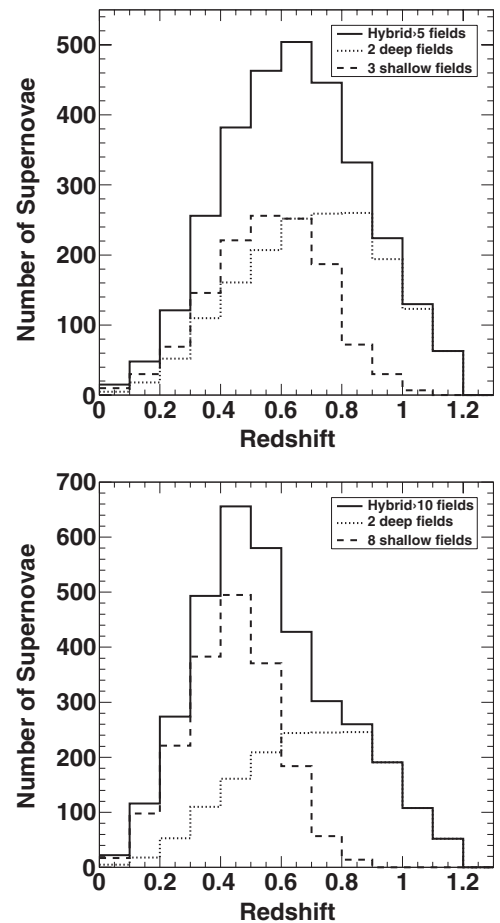 500
400
300
200
100
0
Number of Supernovae
Hybrid›5 fields
2 deep fields
3 shallow fields
0 0.2 0.4 0.6 0.8 1 1.2
Redshift
700
600
500
400
300
200
100
0
Number of Supernovae
Hybrid›10 fields
2 deep fields
8 shallow fields
0 0.2 0.4 0.6 0.8 1 1.2
Redshift